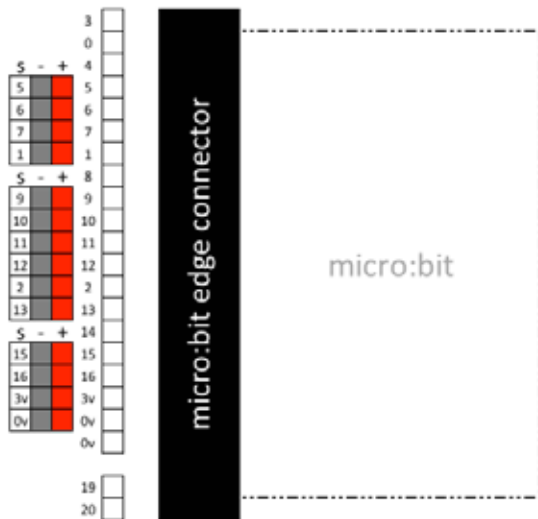 3
0
S - + 4
5 5
6 6
7 7
1 1
S - + 8
9 9
10 10
11 11
12 12
2 2
13 13
S - + 14
15 15
16 16
3v 3v
0v 0v
0v
19
20
micro:bit edge connector
micro:bit